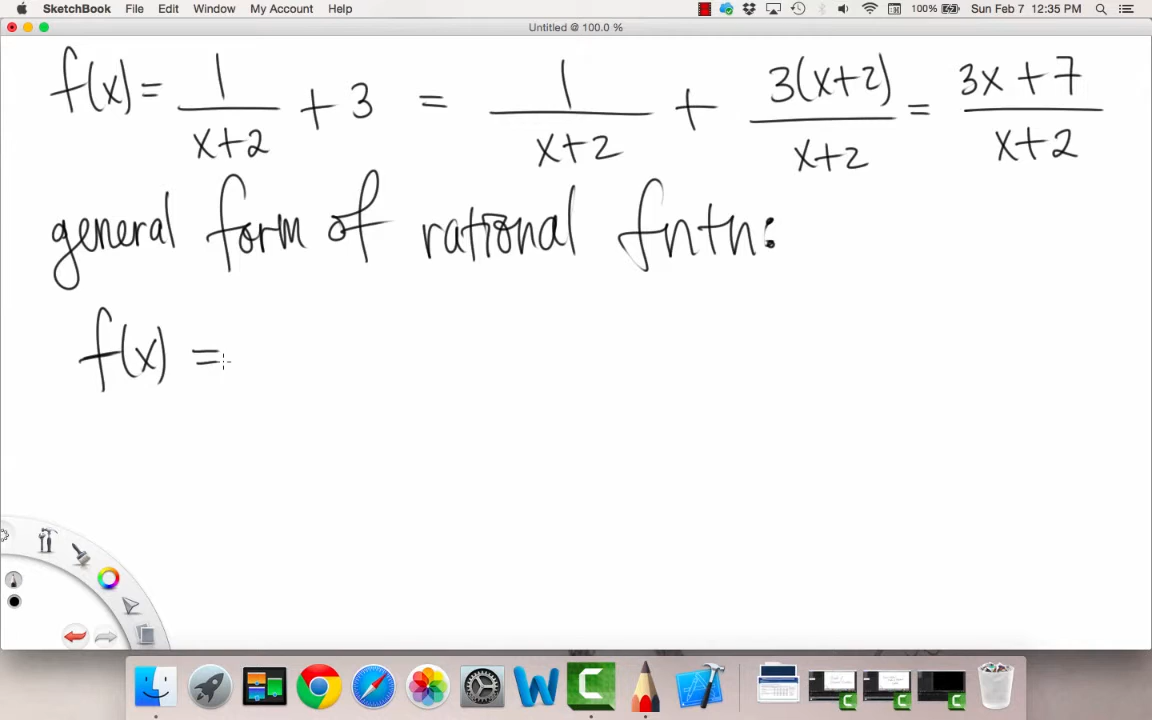 SketchBook File Edit Window My Account Help 100% Sun Feb 7 12:35 PM
Untitled @ 100.0 %
f(x) = 1/(x+2) + 3 = 1/(x+2) + 3(x+2)/(x+2) = (3x+7)/(x+2)
general form of rational fntn:
f(x) =